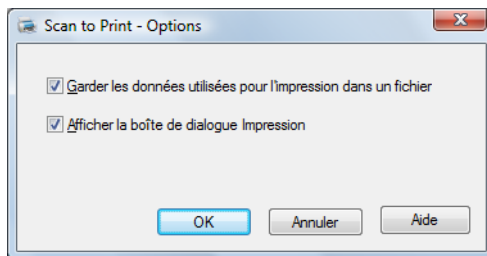 Scan to Print - Options
Garder les données utilisées pour l'impression dans un fichier
Afficher la boîte de dialogue Impression
OK Annuler Aide